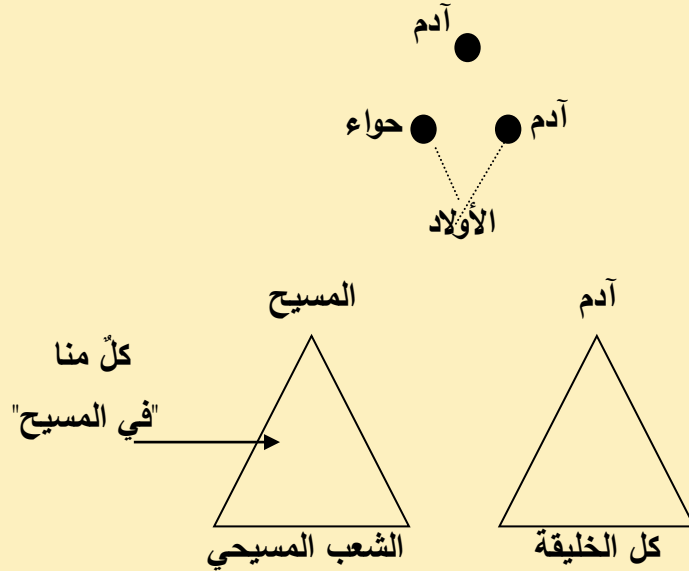 آدم
آدم
حواء
الأولاد
آدم
المسيح
كلٌ منا
"في المسيح"
كل الخليقة
الشعب المسيحي